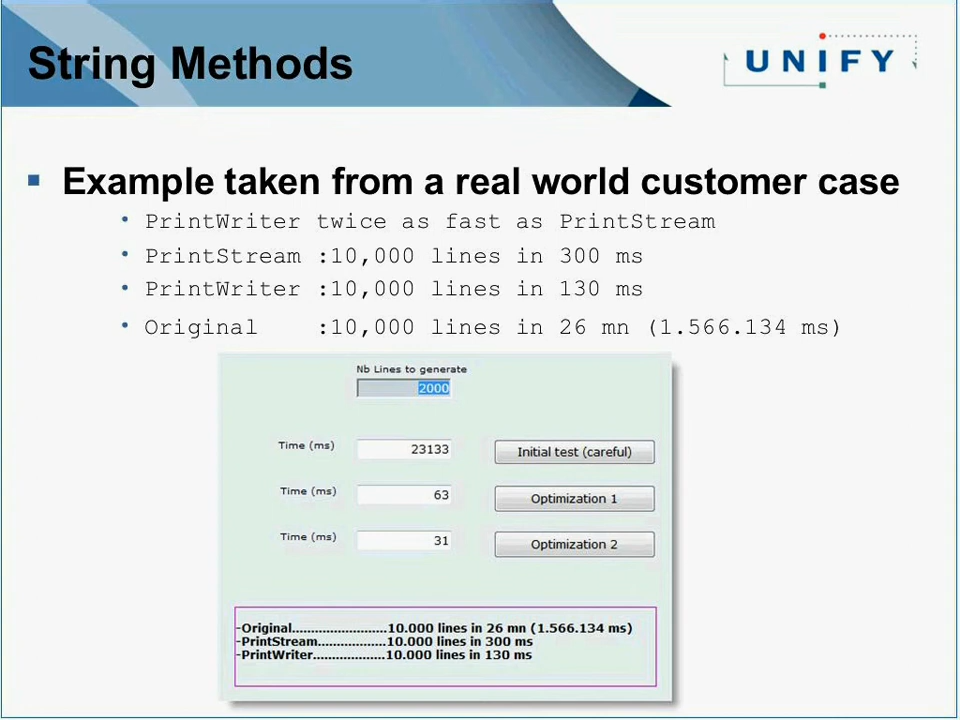 String Methods
UNIFY
Example taken from a real world customer case
PrintWriter twice as fast as PrintStream
PrintStream :10,000 lines in 300 ms
PrintWriter :10,000 lines in 130 ms
Original :10,000 lines in 26 mn (1.566.134 ms)
Nb Lines to generate
2000
Time (ms) 23133 Initial test (careful)
Time (ms) 63 Optimization 1
Time (ms) 31 Optimization 2
-Original.........................10.000 lines in 26 mn (1.566.134 ms)
-PrintStream..................10.000 lines in 300 ms
-PrintWriter...................10.000 lines in 130 ms